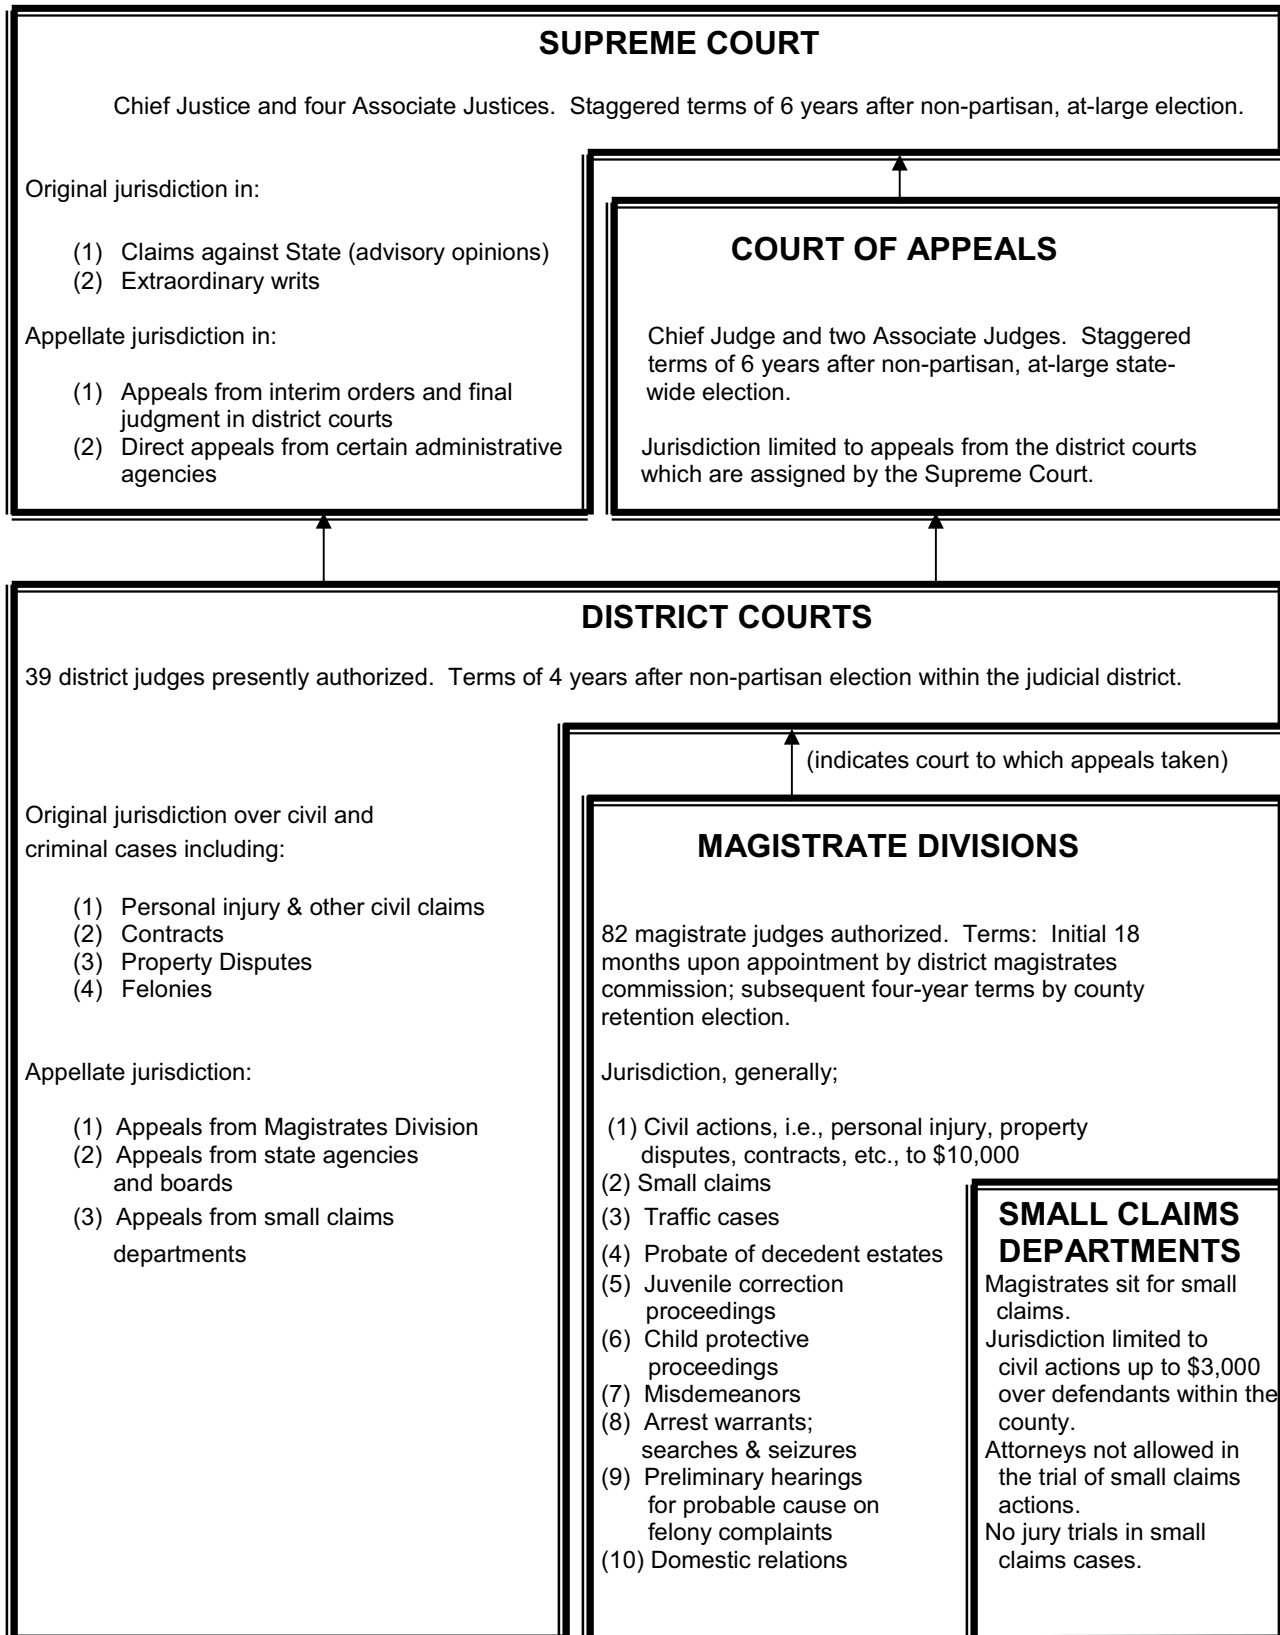 SUPREME COURT
Chief Justice and four Associate Justices.  Staggered terms of 6 years after non-partisan, at-large election.
Original jurisdiction in:
(1)  Claims against State (advisory opinions)
(2)  Extraordinary writs
Appellate jurisdiction in:
(1)  Appeals from interim orders and final
judgment in district courts
(2)  Direct appeals from certain administrative
agencies
COURT OF APPEALS
Chief Judge and two Associate Judges.  Staggered
terms of 6 years after non-partisan, at-large state-
wide election.
Jurisdiction limited to appeals from the district courts
which are assigned by the Supreme Court.
DISTRICT COURTS
39 district judges presently authorized.  Terms of 4 years after non-partisan election within the judicial district.
(indicates court to which appeals taken)
Original jurisdiction over civil and
criminal cases including:
(1)  Personal injury & other civil claims
(2)  Contracts
(3)  Property Disputes
(4)  Felonies
Appellate jurisdiction:
(1)  Appeals from Magistrates Division
(2)  Appeals from state agencies
and boards
(3)  Appeals from small claims
departments
MAGISTRATE DIVISIONS
82 magistrate judges authorized.  Terms:  Initial 18
months upon appointment by district magistrates
commission; subsequent four-year terms by county
retention election.
Jurisdiction, generally;
(1) Civil actions, i.e., personal injury, property
disputes, contracts, etc., to $10,000
(2) Small claims
(3)  Traffic cases
(4)  Probate of decedent estates
(5)  Juvenile correction
proceedings
(6)  Child protective
proceedings
(7)  Misdemeanors
(8)  Arrest warrants;
searches & seizures
(9)  Preliminary hearings
for probable cause on
felony complaints
(10) Domestic relations
SMALL CLAIMS
DEPARTMENTS
Magistrates sit for small
claims.
Jurisdiction limited to
civil actions up to $3,000
over defendants within the
county.
Attorneys not allowed in
the trial of small claims
actions.
No jury trials in small
claims cases.